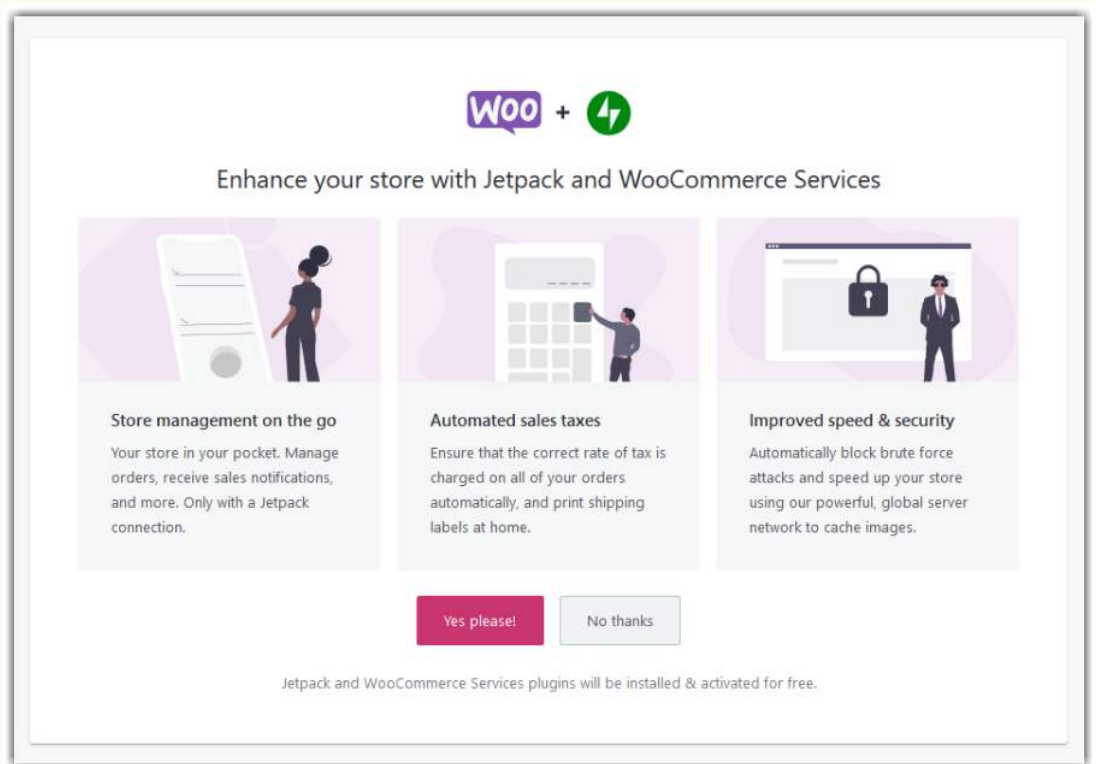 Woo +
Enhance your store with Jetpack and WooCommerce Services
Store management on the go
Your store in your pocket. Manage
orders, receive sales notifications,
and more. Only with a Jetpack
connection.
Automated sales taxes
Ensure that the correct rate of tax is
charged on all of your orders
automatically, and print shipping
labels at home.
Improved speed & security
Automatically block brute force
attacks and speed up your store
using our powerful, global server
network to cache images.
Yes please!
No thanks
Jetpack and WooCommerce Services plugins will be installed & activated for free.